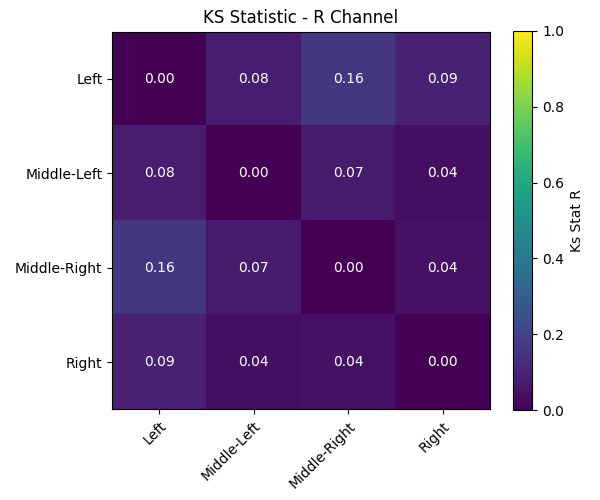 KS Statistic - R Channel
Left
0.00 0.08 0.16 0.09
Middle-Left
0.08 0.00 0.07 0.04
Middle-Right
0.16 0.07 0.00 0.04
Right
0.09 0.04 0.04 0.00
Left
Middle-Left
Middle-Right
Right
1.0
0.8
0.6
0.4
0.2
0.0
Ks Stat R